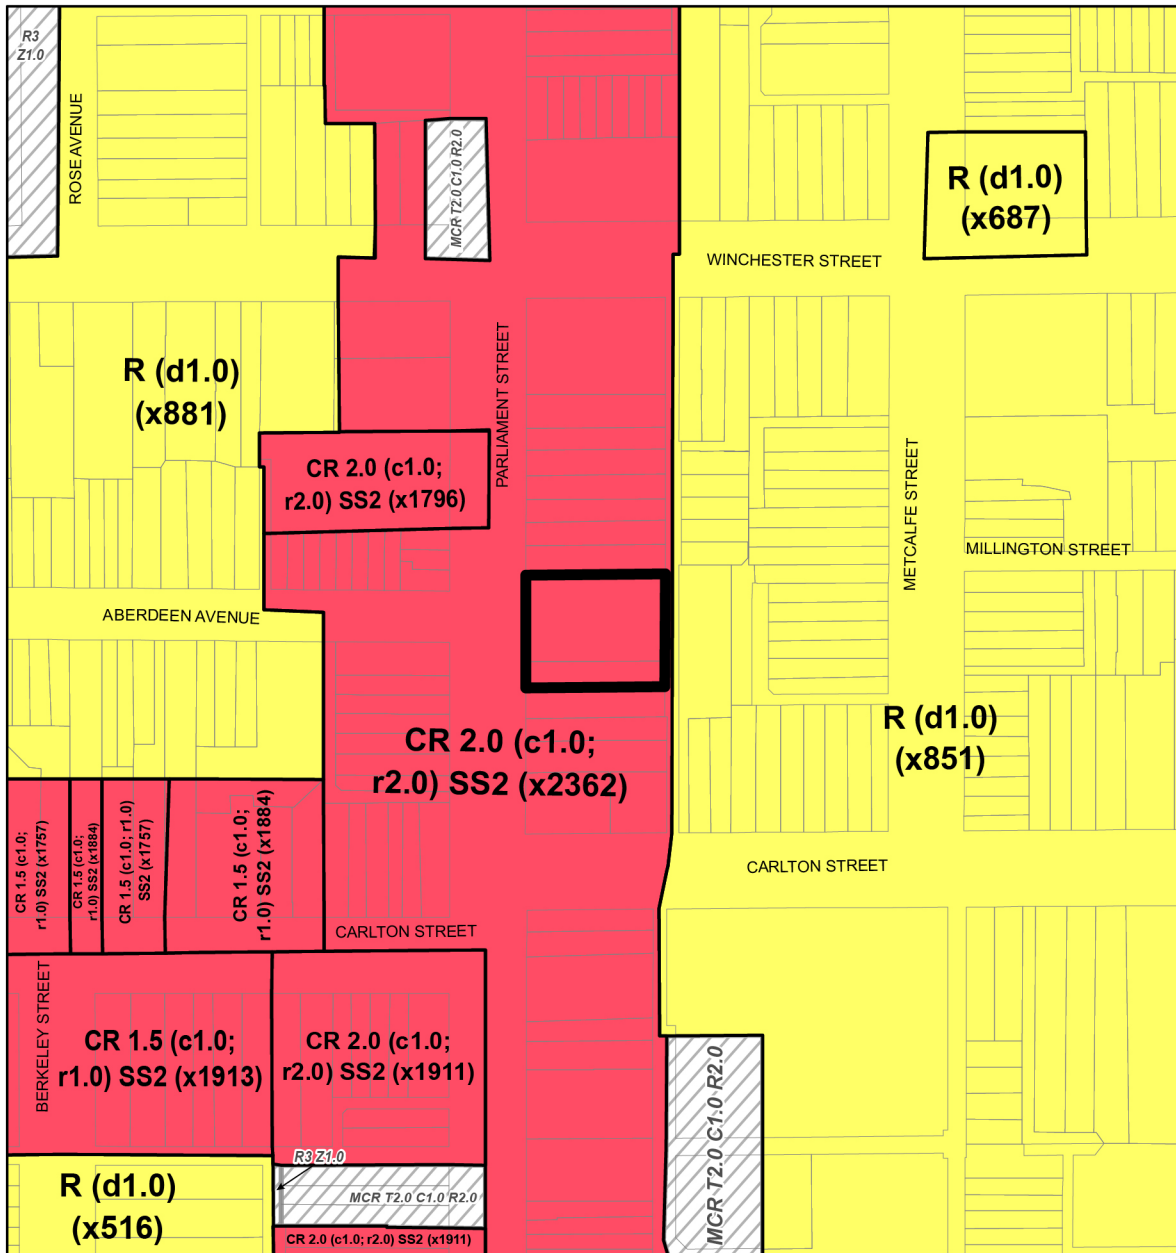 R3
Z1.0
ROSE AVENUE
MCR T2.0 C1.0 R2.0
R (d1.0)
(x687)
WINCHESTER STREET
PARLIAMENT STREET
R (d1.0)
(x881)
CR 2.0 (c1.0;
r2.0) SS2 (x1796)
METCALFE STREET
MILLINGTON STREET
ABERDEEN AVENUE
R (d1.0)
(x851)
CR 2.0 (c1.0;
r2.0) SS2 (x2362)
CR 1.5 (c1.0;
r1.0) SS2 (x1757)
CR 1.5 (c1.0;
r1.0) SS2 (x1884)
CR 1.5 (c1.0; r1.0)
SS2 (x1757)
CR 1.5 (c1.0;
r1.0) SS2 (x1884)
CARLTON STREET
CARLTON STREET
BERKELEY STREET
CR 1.5 (c1.0;
r1.0) SS2 (x1913)
CR 2.0 (c1.0;
r2.0) SS2 (x1911)
MCR T2.0 C1.0 R2.0
R3 Z1.0
MCR T2.0 C1.0 R2.0
R (d1.0)
(x516)
CR 2.0 (c1.0; r2.0) SS2 (x1911)